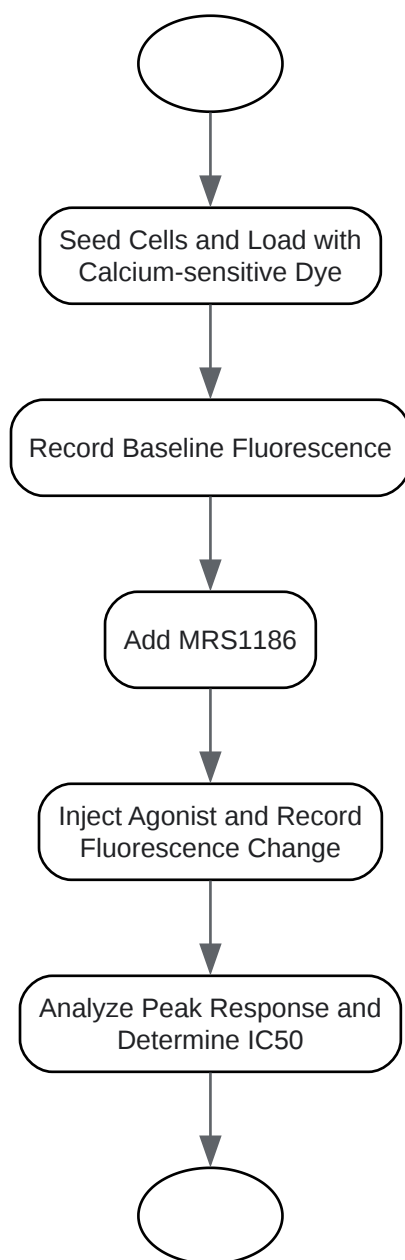 Seed Cells and Load with
Calcium-sensitive Dye
Record Baseline Fluorescence
Add MRS1186
Inject Agonist and Record
Fluorescence Change
Analyze Peak Response and
Determine IC50